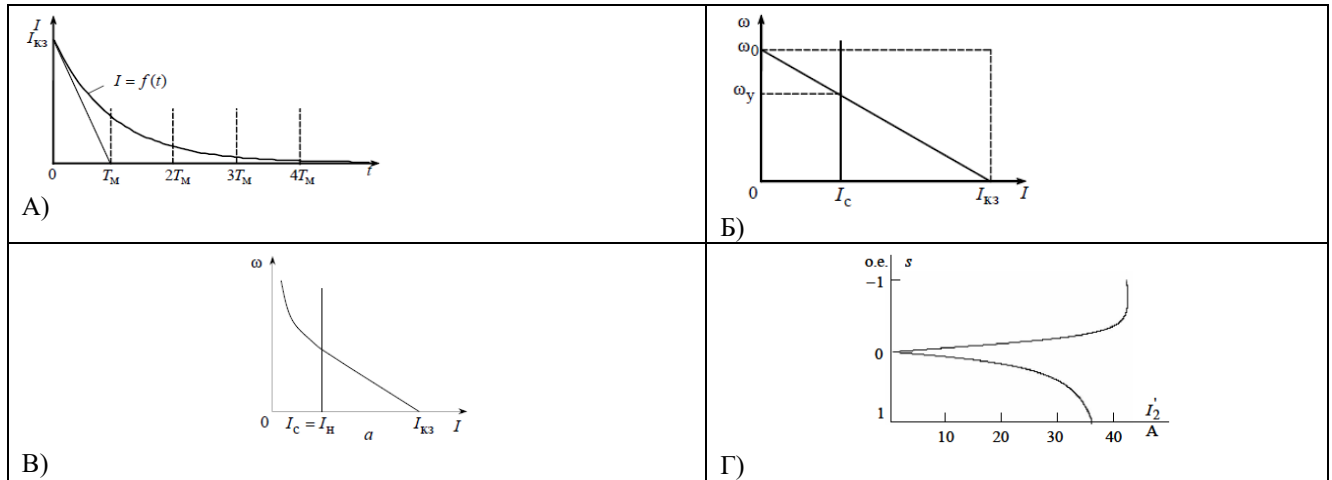 I
Iкз
I = f(t)
0 Tм 2Tм 3Tм 4Tм t
А)
ω
ω0
ωу
0 Iс Iкз I
Б)
ω
0 Iс = Iн Iкз I
а
В)
о.е. s
−1
0
1
10 20 30 40 I2'
А
Г)